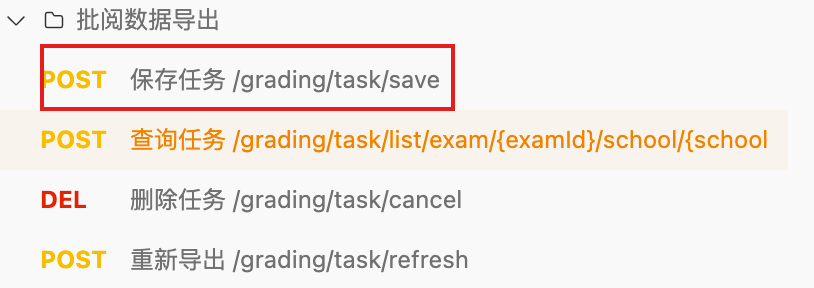 批阅数据导出
POST 保存任务 /grading/task/save
POST 查询任务 /grading/task/list/exam/{examId}/school/{school
DEL 删除任务 /grading/task/cancel
POST 重新导出 /grading/task/refresh